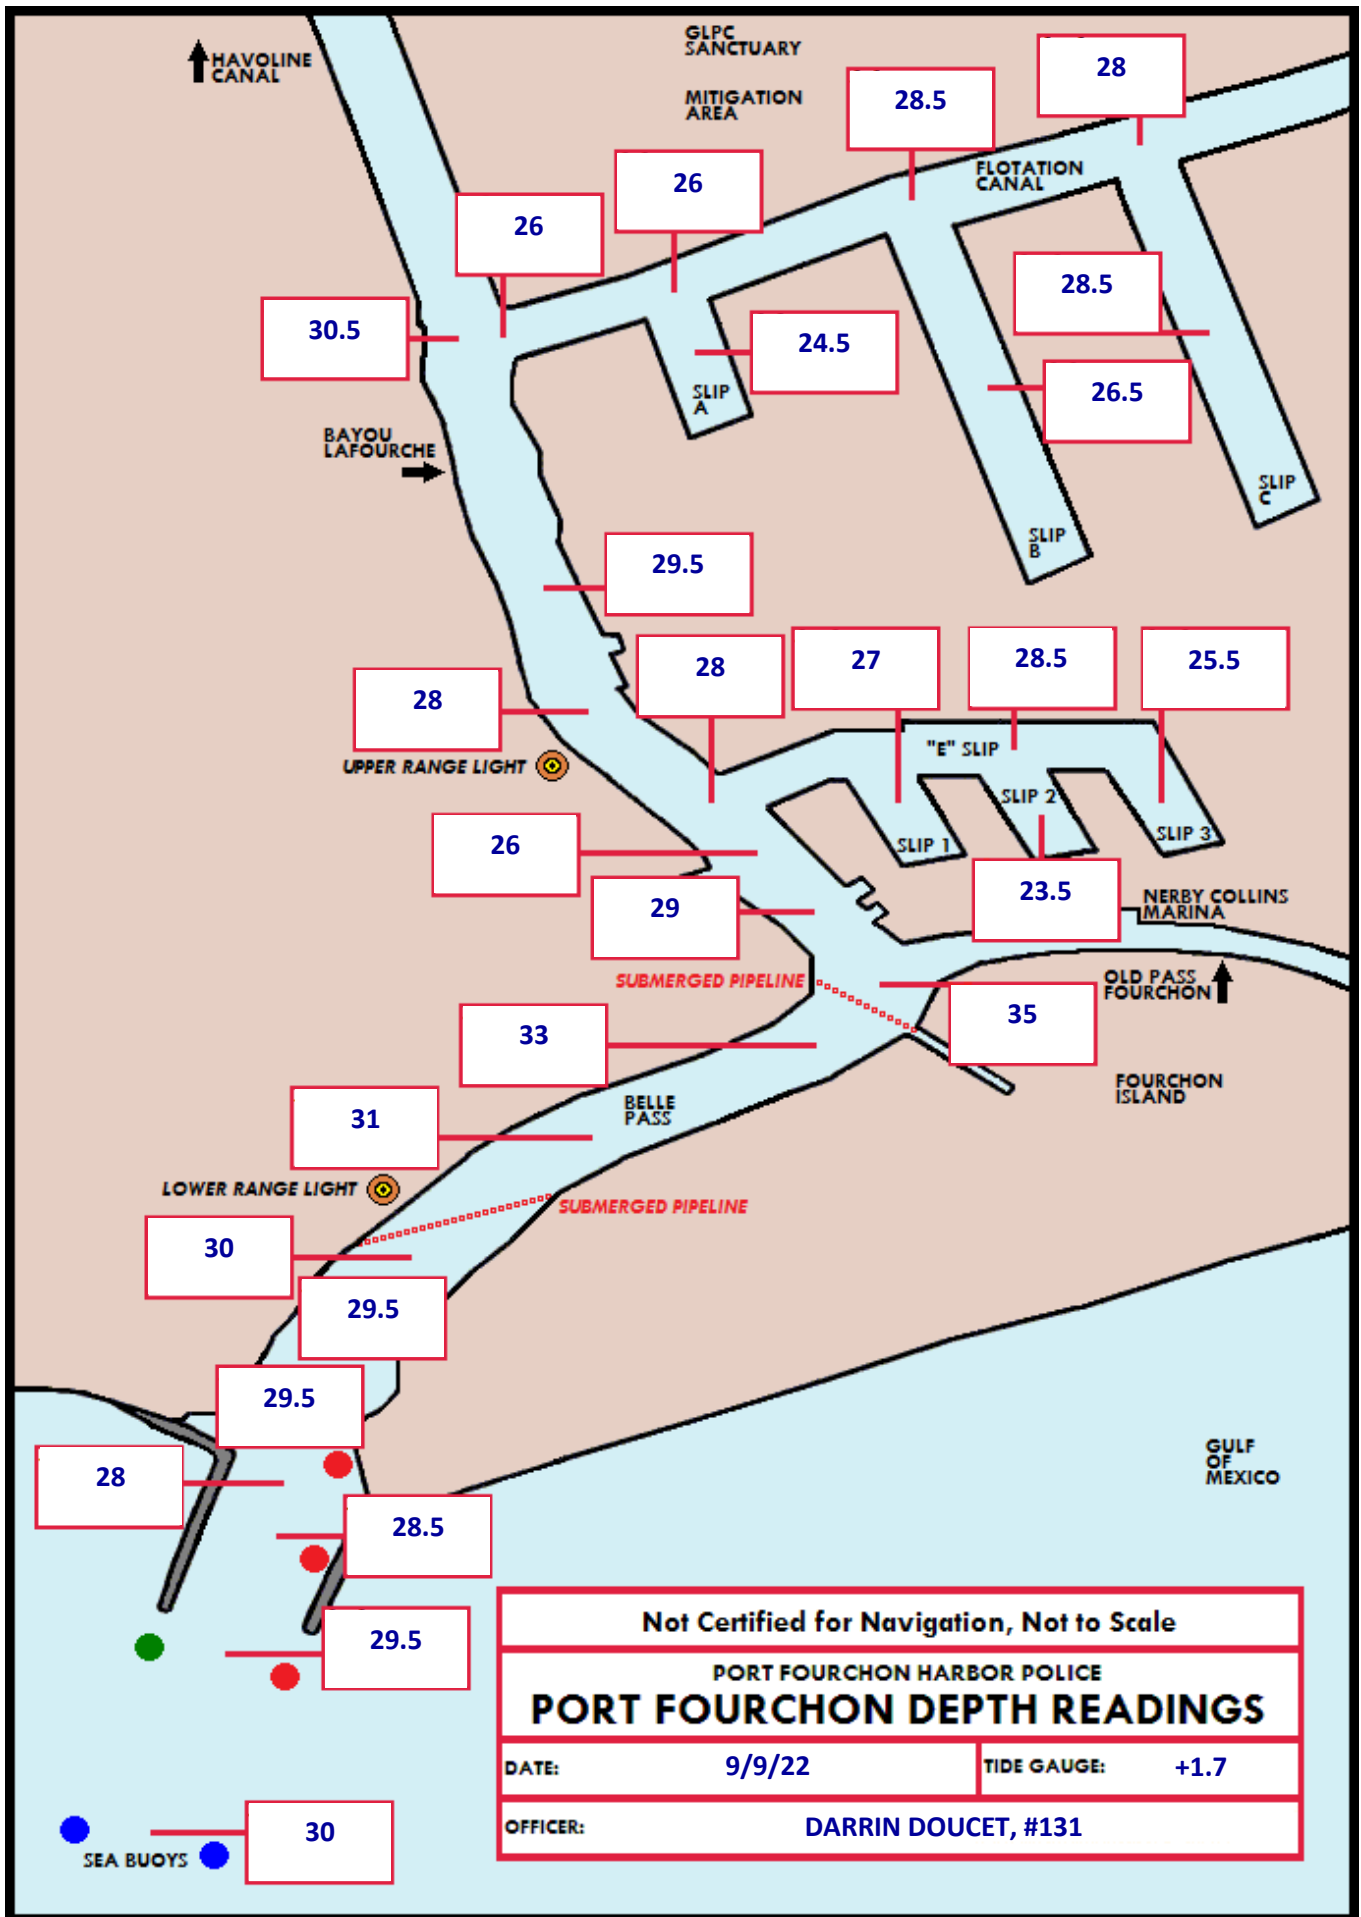 GLPC
SANCTUARY
HAVOLINE
CANAL
28
MITIGATION
AREA
28.5
FLOTATION
CANAL
26
26
28.5
30.5
24.5
SLIP
A
26.5
BAYOU
LAFOURCHE
SLIP
C
SLIP
B
29.5
28
27
28.5
25.5
28
"E" SLIP
UPPER RANGE LIGHT
SLIP 2
SLIP 1
SLIP 3
26
29
23.5
NERBY COLLINS
MARINA
SUBMERGED PIPELINE
OLD PASS
FOURCHON
35
33
FOURCHON
ISLAND
BELLE
PASS
31
LOWER RANGE LIGHT
SUBMERGED PIPELINE
30
29.5
29.5
GULF
OF
MEXICO
28
28.5
29.5
Not Certified for Navigation, Not to Scale
PORT FOURCHON HARBOR POLICE
PORT FOURCHON DEPTH READINGS
DATE: 9/9/22 TIDE GAUGE: +1.7
OFFICER: DARRIN DOUCET, #131
30
SEA BUOYS